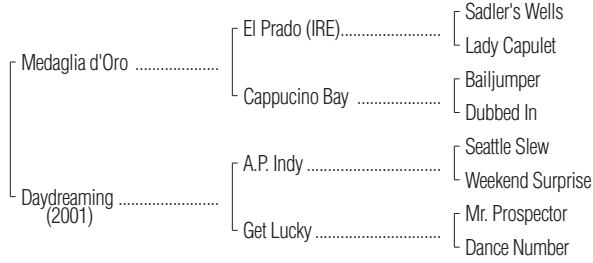 Sadler's Wells
El Prado (IRE)........................
Lady Capulet
Medaglia d'Oro ....................
Bailjumper
Cappucino Bay ....................
Dubbed In
Seattle Slew
A.P. Indy ................................
Weekend Surprise
Daydreaming ........................
(2001)
Mr. Prospector
Get Lucky ..............................
Dance Number